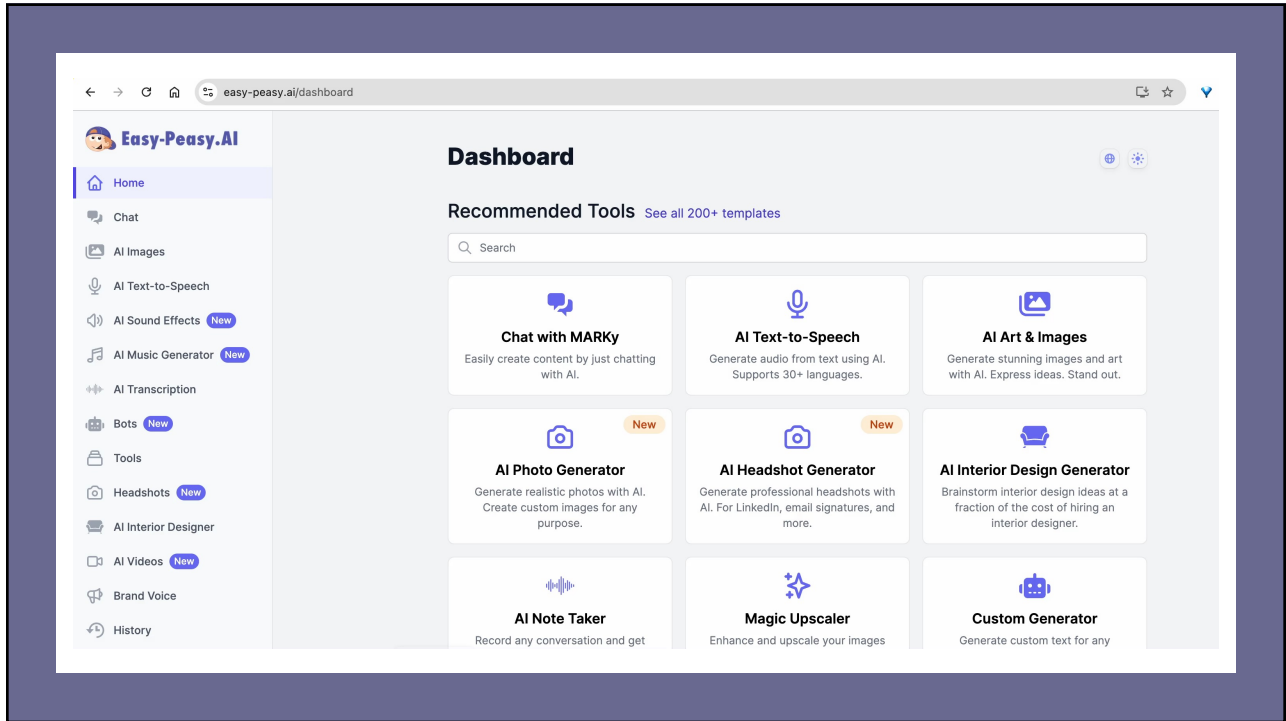 easy-peasy.ai/dashboard
Easy-Peasy.AI
Home
Chat
AI Images
AI Text-to-Speech
AI Sound Effects New
AI Music Generator New
AI Transcription
Bots New
Tools
Headshots New
AI Interior Designer
AI Videos New
Brand Voice
History
Dashboard
Recommended Tools See all 200+ templates
Search
Chat with MARKy
Easily create content by just chatting
with AI.
AI Text-to-Speech
Generate audio from text using AI.
Supports 30+ languages.
AI Art & Images
Generate stunning images and art
with AI. Express ideas. Stand out.
New
AI Photo Generator
Generate realistic photos with AI.
Create custom images for any
purpose.
New
AI Headshot Generator
Generate professional headshots with
AI. For LinkedIn, email signatures, and
more.
AI Interior Design Generator
Brainstorm interior design ideas at a
fraction of the cost of hiring an
interior designer.
AI Note Taker
Record any conversation and get
Magic Upscaler
Enhance and upscale your images
Custom Generator
Generate custom text for any